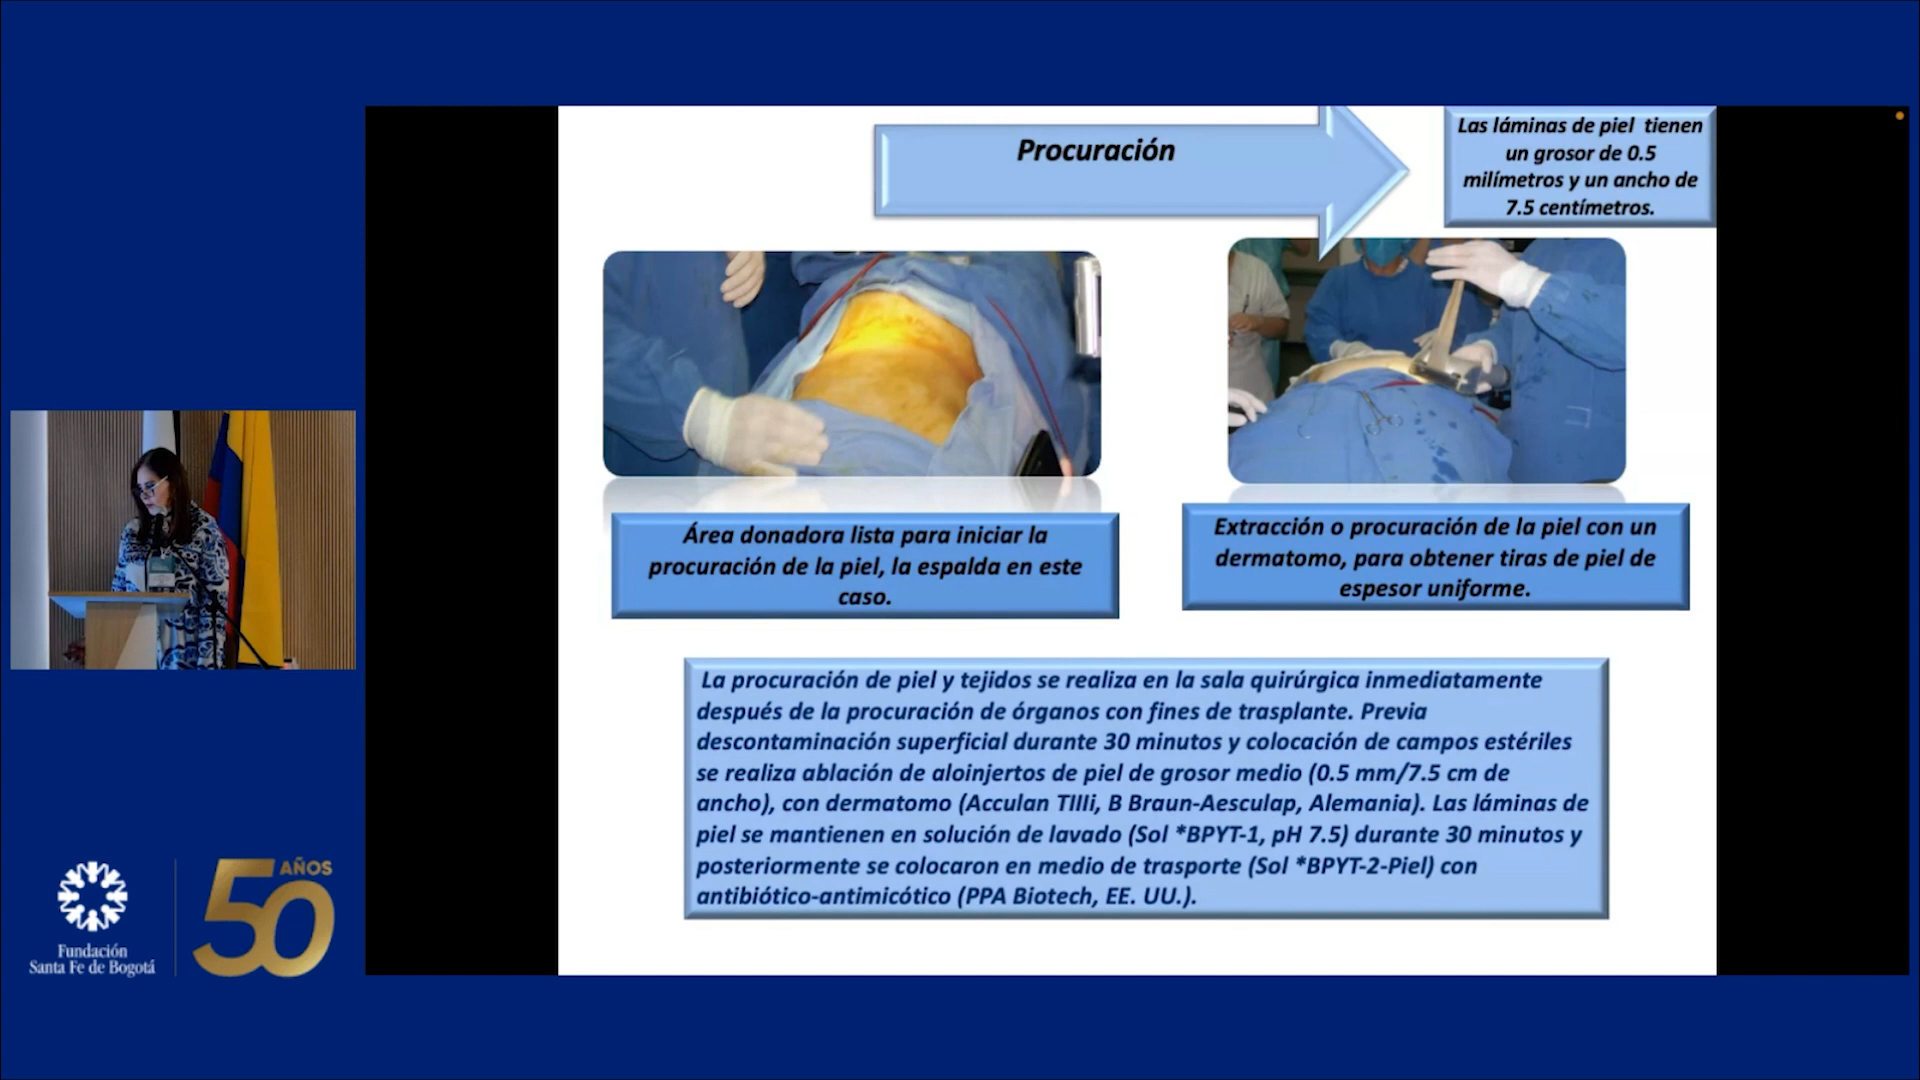 Procuración
Las láminas de piel tienen
un grosor de 0.5
milímetros y un ancho de
7.5 centímetros.
Área donadora lista para iniciar la
procuración de la piel, la espalda en este
caso.
Extracción o procuración de la piel con un
dermatomo, para obtener tiras de piel de
espesor uniforme.
La procuración de piel y tejidos se realiza en la sala quirúrgica inmediatamente
después de la procuración de órganos con fines de trasplante. Previa
descontaminación superficial durante 30 minutos y colocación de campos estériles
se realiza ablación de aloinjertos de piel de grosor medio (0.5 mm/7.5 cm de
ancho), con dermatomo (Acculan TIIIi, B Braun-Aesculap, Alemania). Las láminas de
piel se mantienen en solución de lavado (Sol *BPYT-1, pH 7.5) durante 30 minutos y
posteriormente se colocaron en medio de trasporte (Sol *BPYT-2-Piel) con
antibiótico-antimicótico (PPA Biotech, EE. UU.).
Fundación
Santa Fe de Bogotá
50 AÑOS